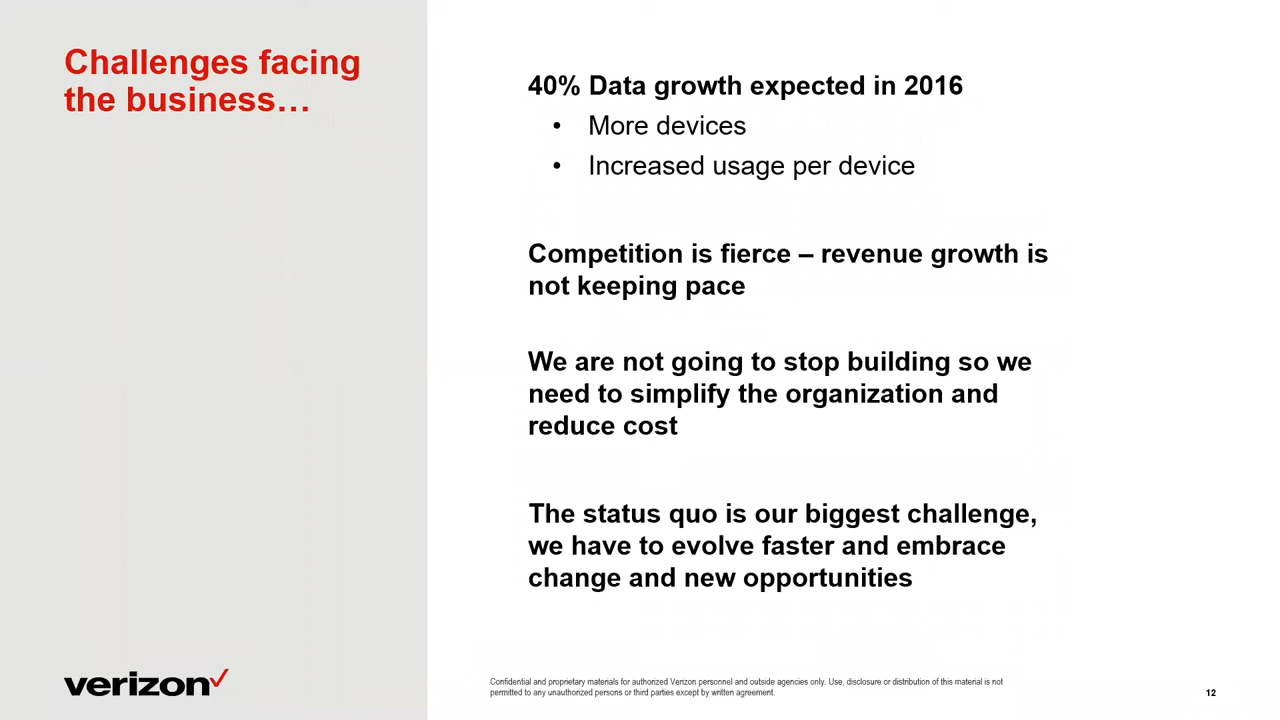 Challenges facing
the business…
40% Data growth expected in 2016
• More devices
• Increased usage per device
Competition is fierce – revenue growth is
not keeping pace
We are not going to stop building so we
need to simplify the organization and
reduce cost
The status quo is our biggest challenge,
we have to evolve faster and embrace
change and new opportunities
verizon
Confidential and proprietary materials for authorized Verizon personnel and outside agencies only. Use, disclosure or distribution of this material is not
permitted to any unauthorized persons or third parties except by written agreement.
12